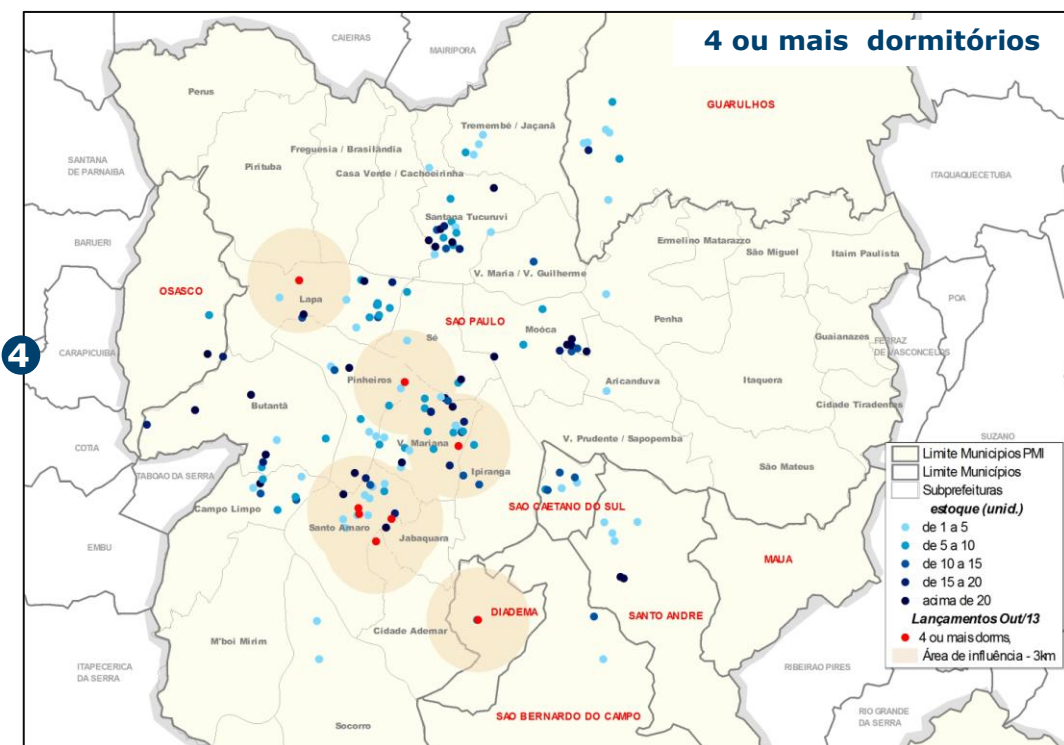 4 ou mais dormitórios
CAIEIRAS
MAIRIPORA
Perus
GUARULHOS
Tremembé / Jaçanã
Freguesia / Brasilândia
SANTANA
DE PARNAIBA
Pirituba
Casa Verde / Cachoeirinha
ITAQUAQUECETUBA
Santana Tucuruvi
BARUERI
Ermelino Matarazzo
São Miguel
Itaim Paulista
V. Maria / V. Guilherme
OSASCO
Lapa
POA
SAO PAULO
Moóca
Penha
Sé
Guaianazes
FERRAZ
DE VASCONCELOS
4
CARAPICUIBA
Pinheiros
Aricanduva
Itaquera
Butantã
Cidade Tiradentes
COTIA
V. Mariana
V. Prudente / Sapopemba
SUZANO
Ipiranga
São Mateus
TABOAO DA SERRA
Campo Limpo
SAO CAETANO DO SUL
Santo Amaro
Jabaquara
EMBU
MAUA
DIADEMA
SANTO ANDRE
Cidade Ademar
M'boi Mirim
ITAPECERICA
DA SERRA
RIBEIRAO PIRES
SAO BERNARDO DO CAMPO
RIO GRANDE
DA SERRA
Socorro
Limite Municipios PMI
Limite Municípios
Subprefeituras
estoque (unid.)
de 1 a 5
de 5 a 10
de 10 a 15
de 15 a 20
acima de 20
Lançamentos Out/13
4 ou mais dorms,
Área de influência - 3km